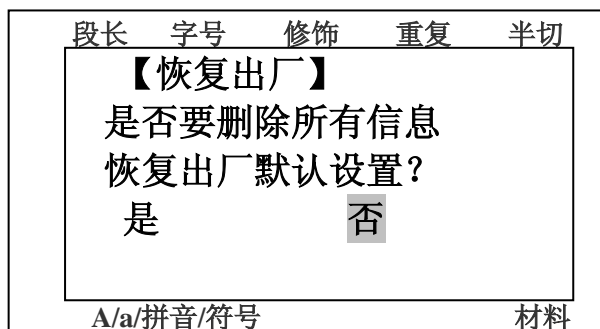 段长 字号 修饰 重复 半切
【恢复出厂】
是否要删除所有信息
恢复出厂默认设置？
是 否
A/a/拼音/符号 材料